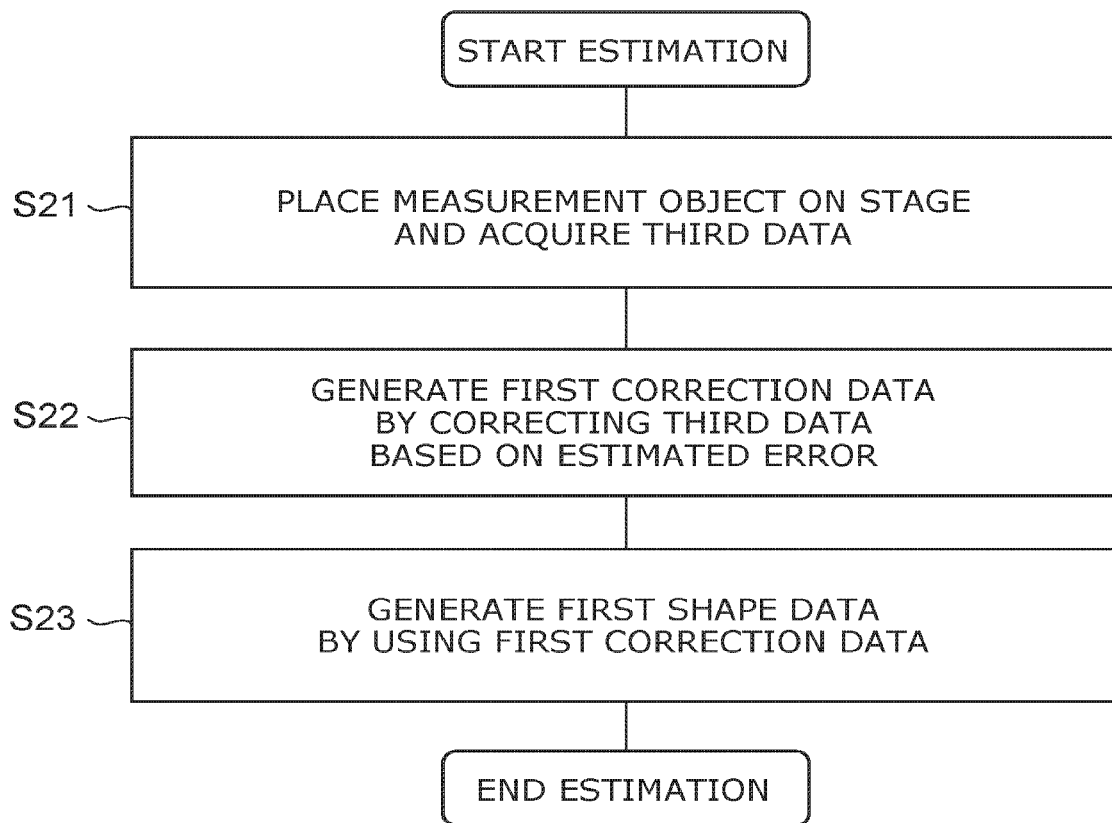 START ESTIMATION
S21
PLACE MEASUREMENT OBJECT ON STAGE
AND ACQUIRE THIRD DATA
S22
GENERATE FIRST CORRECTION DATA
BY CORRECTING THIRD DATA
BASED ON ESTIMATED ERROR
S23
GENERATE FIRST SHAPE DATA
BY USING FIRST CORRECTION DATA
END ESTIMATION